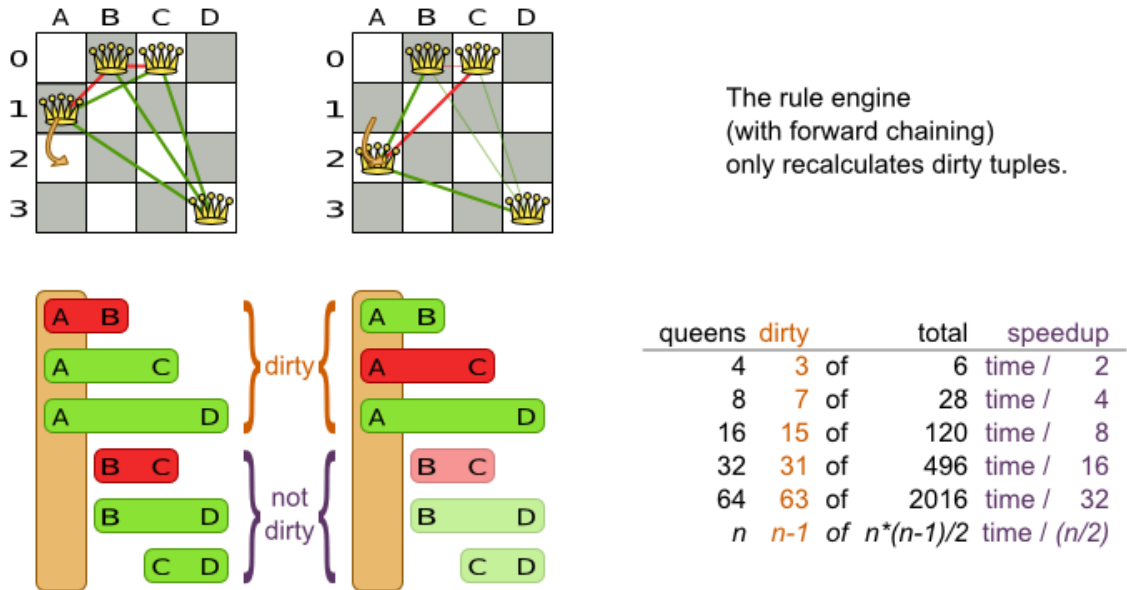 A B C D
0
1
2
3
A B C D
0
1
2
3
The rule engine
(with forward chaining)
only recalculates dirty tuples.
A B
A C
A D
B C
B D
C D
dirty
not
dirty
A B
A C
A D
B C
B D
C D
queens dirty total speedup
4 3 of 6 time / 2
8 7 of 28 time / 4
16 15 of 120 time / 8
32 31 of 496 time / 16
64 63 of 2016 time / 32
n n-1 of n*(n-1)/2 time / (n/2)